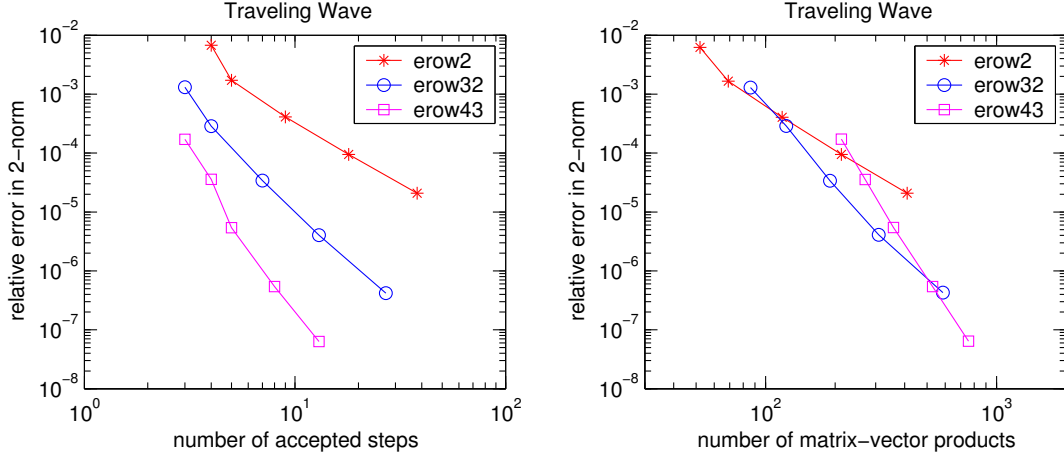 Traveling Wave
10^-2
10^-3
10^-4
10^-5
10^-6
10^-7
10^-8
relative error in 2-norm
erow2
erow32
erow43
10^0
10^1
10^2
number of accepted steps
Traveling Wave
10^-2
10^-3
10^-4
10^-5
10^-6
10^-7
10^-8
relative error in 2-norm
erow2
erow32
erow43
10^2
10^3
number of matrix-vector products